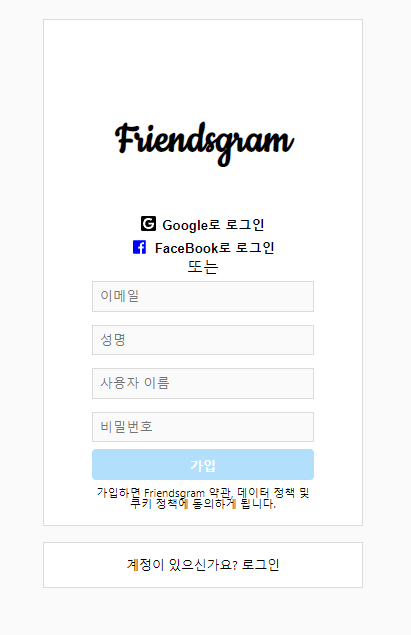 Friendsgram
Google로 로그인
FaceBook로 로그인
또는
이메일
성명
사용자 이름
비밀번호
가입
가입하면 Friendsgram 약관, 데이터 정책 및
쿠키 정책에 동의하게 됩니다.
계정이 있으신가요? 로그인